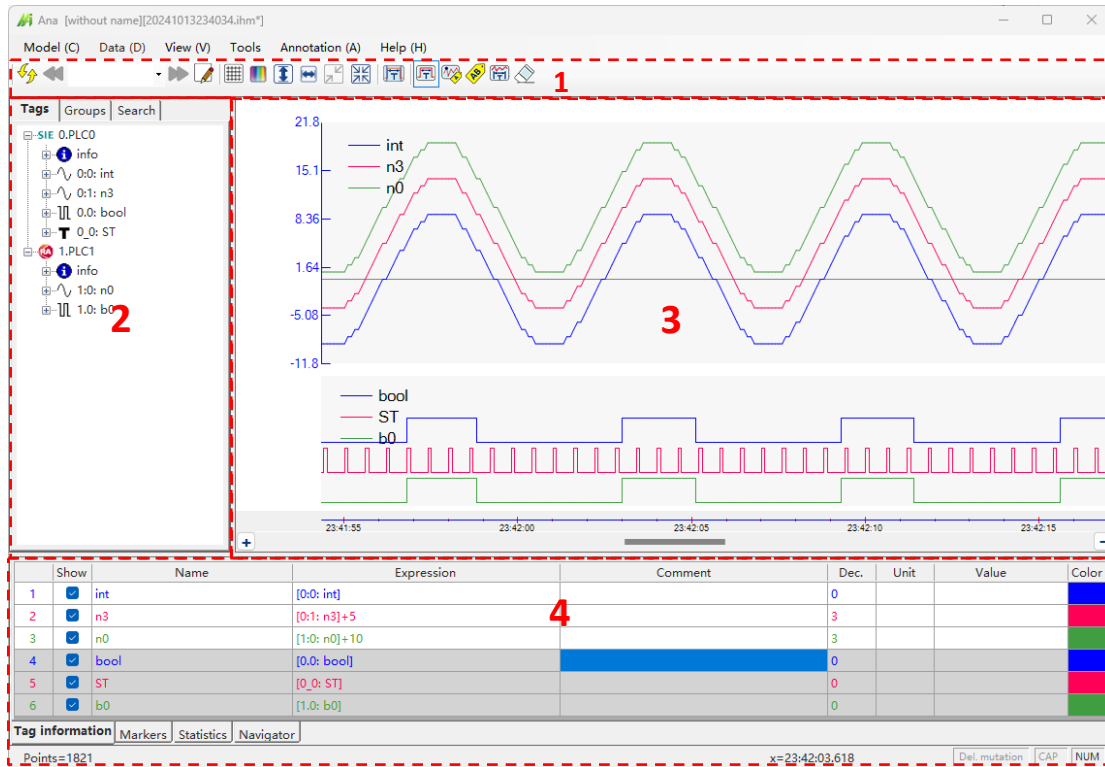 Ana [without name][20241013234034.ihm*]
Model (C) Data (D) View (V) Tools Annotation (A) Help (H)
AB
1
Tags Groups Search
SIE 0.PLC0
info
0:0: int
0:1: n3
0.0: bool
T 0_0: ST
RA 1.PLC1
info
1:0: n0
1.0: b0
2
21.8
15.1
8.36
1.64
-5.08
-11.8
int
n3
n0
3
bool
ST
b0
23:41:55 23:42:00 23:42:05 23:42:10 23:42:15
Show Name Expression Comment Dec. Unit Value Color
1 int [0:0: int] 0
2 n3 [0:1: n3]+5 3
3 n0 [1:0: n0]+10 3
4 bool [0.0: bool] 0
5 ST [0_0: ST] 0
6 b0 [1.0: b0] 0
4
Tag information Markers Statistics Navigator
Points=1821 x=23:42:03.618 Del. mutation CAP NUM